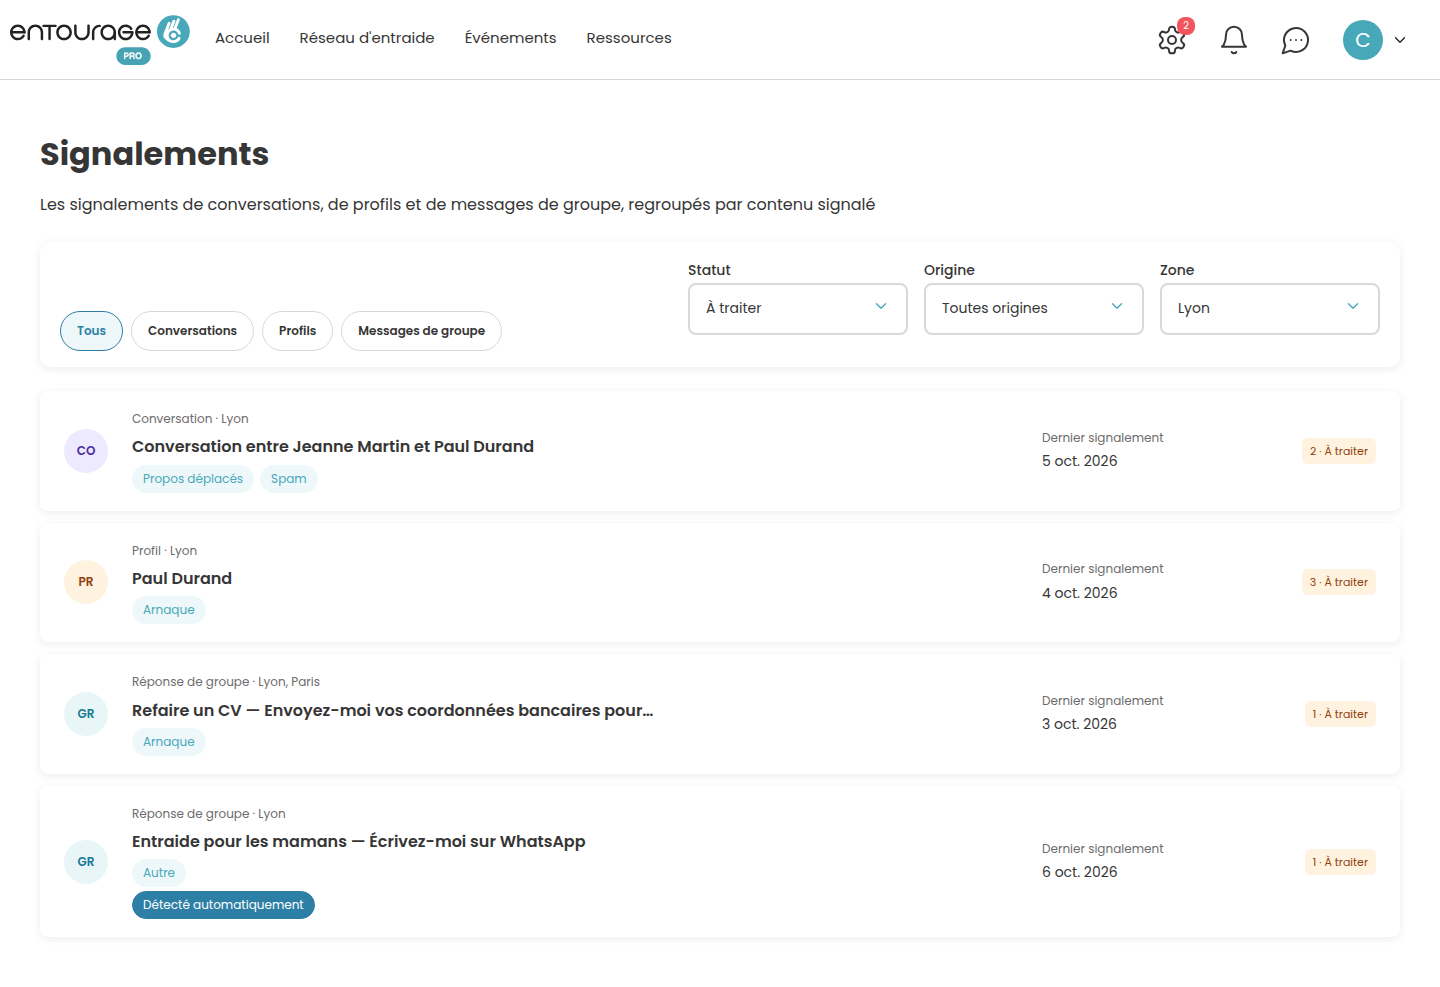 entourage
PRO
Accueil
Réseau d'entraide
Événements
Ressources
2
C
Signalements
Les signalements de conversations, de profils et de messages de groupe, regroupés par contenu signalé
Statut
Origine
Zone
À traiter
Toutes origines
Lyon
Tous
Conversations
Profils
Messages de groupe
CO
Conversation · Lyon
Conversation entre Jeanne Martin et Paul Durand
Propos déplacés
Spam
Dernier signalement
5 oct. 2026
2 · À traiter
PR
Profil · Lyon
Paul Durand
Arnaque
Dernier signalement
4 oct. 2026
3 · À traiter
GR
Réponse de groupe · Lyon, Paris
Refaire un CV — Envoyez-moi vos coordonnées bancaires pour...
Arnaque
Dernier signalement
3 oct. 2026
1 · À traiter
GR
Réponse de groupe · Lyon
Entraide pour les mamans — Écrivez-moi sur WhatsApp
Autre
Détecté automatiquement
Dernier signalement
6 oct. 2026
1 · À traiter